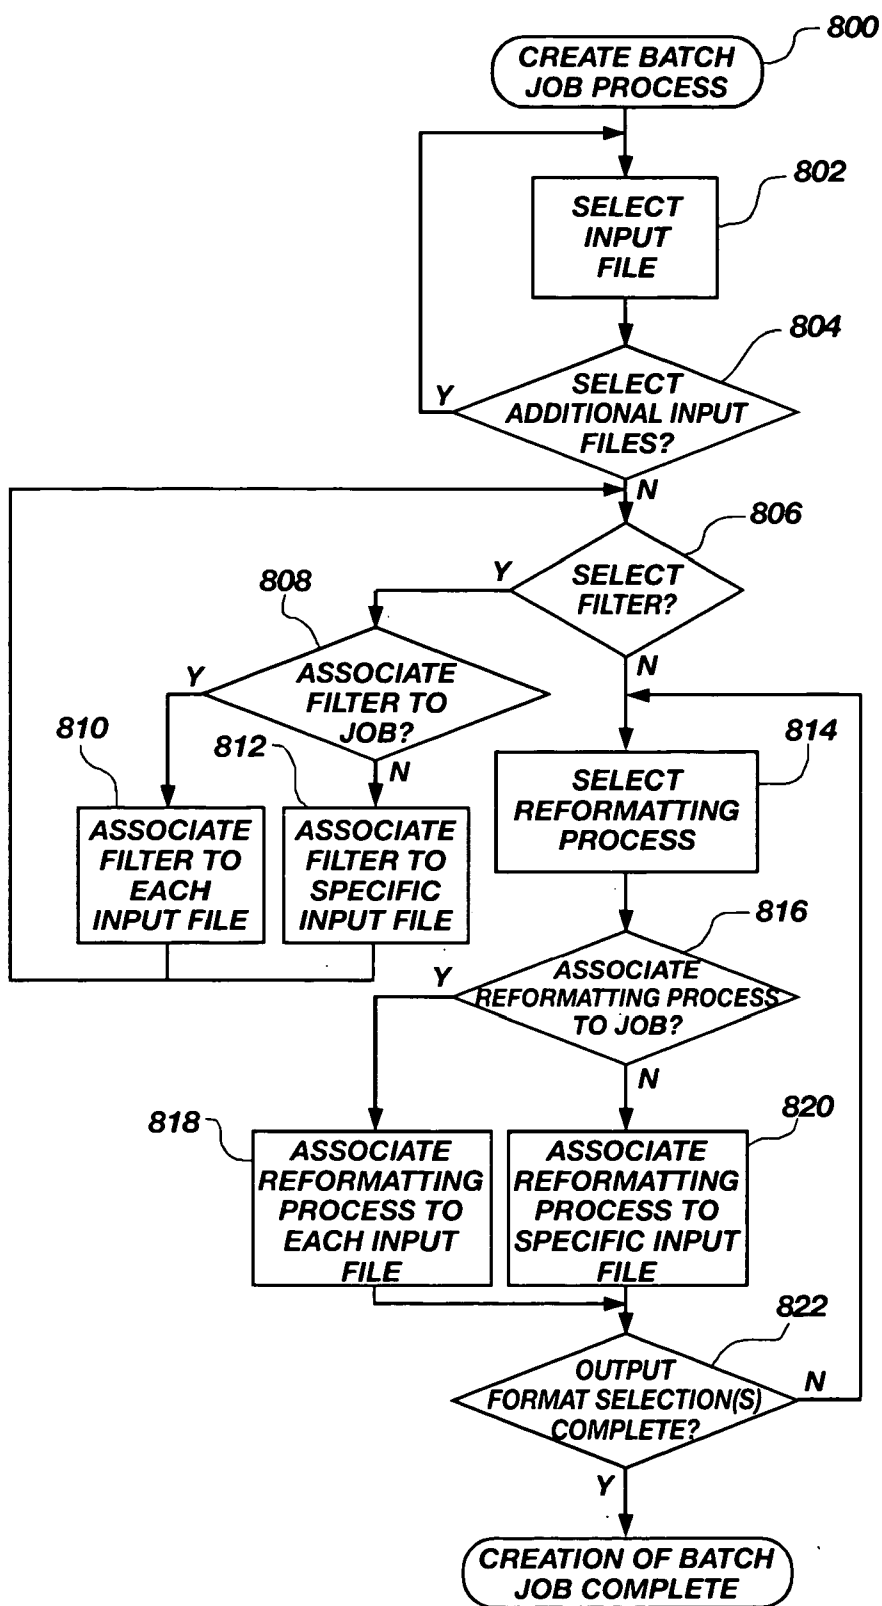 800
CREATE BATCH
JOB PROCESS
802
SELECT
INPUT
FILE
804
SELECT
ADDITIONAL INPUT
FILES?
Y
N
806
SELECT
FILTER?
Y
N
808
ASSOCIATE
FILTER TO
JOB?
Y
N
810
ASSOCIATE
FILTER TO
EACH
INPUT FILE
812
ASSOCIATE
FILTER TO
SPECIFIC
INPUT FILE
814
SELECT
REFORMATTING
PROCESS
816
ASSOCIATE
REFORMATTING PROCESS
TO JOB?
Y
N
818
ASSOCIATE
REFORMATTING
PROCESS TO
EACH INPUT
FILE
820
ASSOCIATE
REFORMATTING
PROCESS TO
SPECIFIC INPUT
FILE
822
OUTPUT
FORMAT SELECTION(S)
COMPLETE?
N
Y
CREATION OF BATCH
JOB COMPLETE